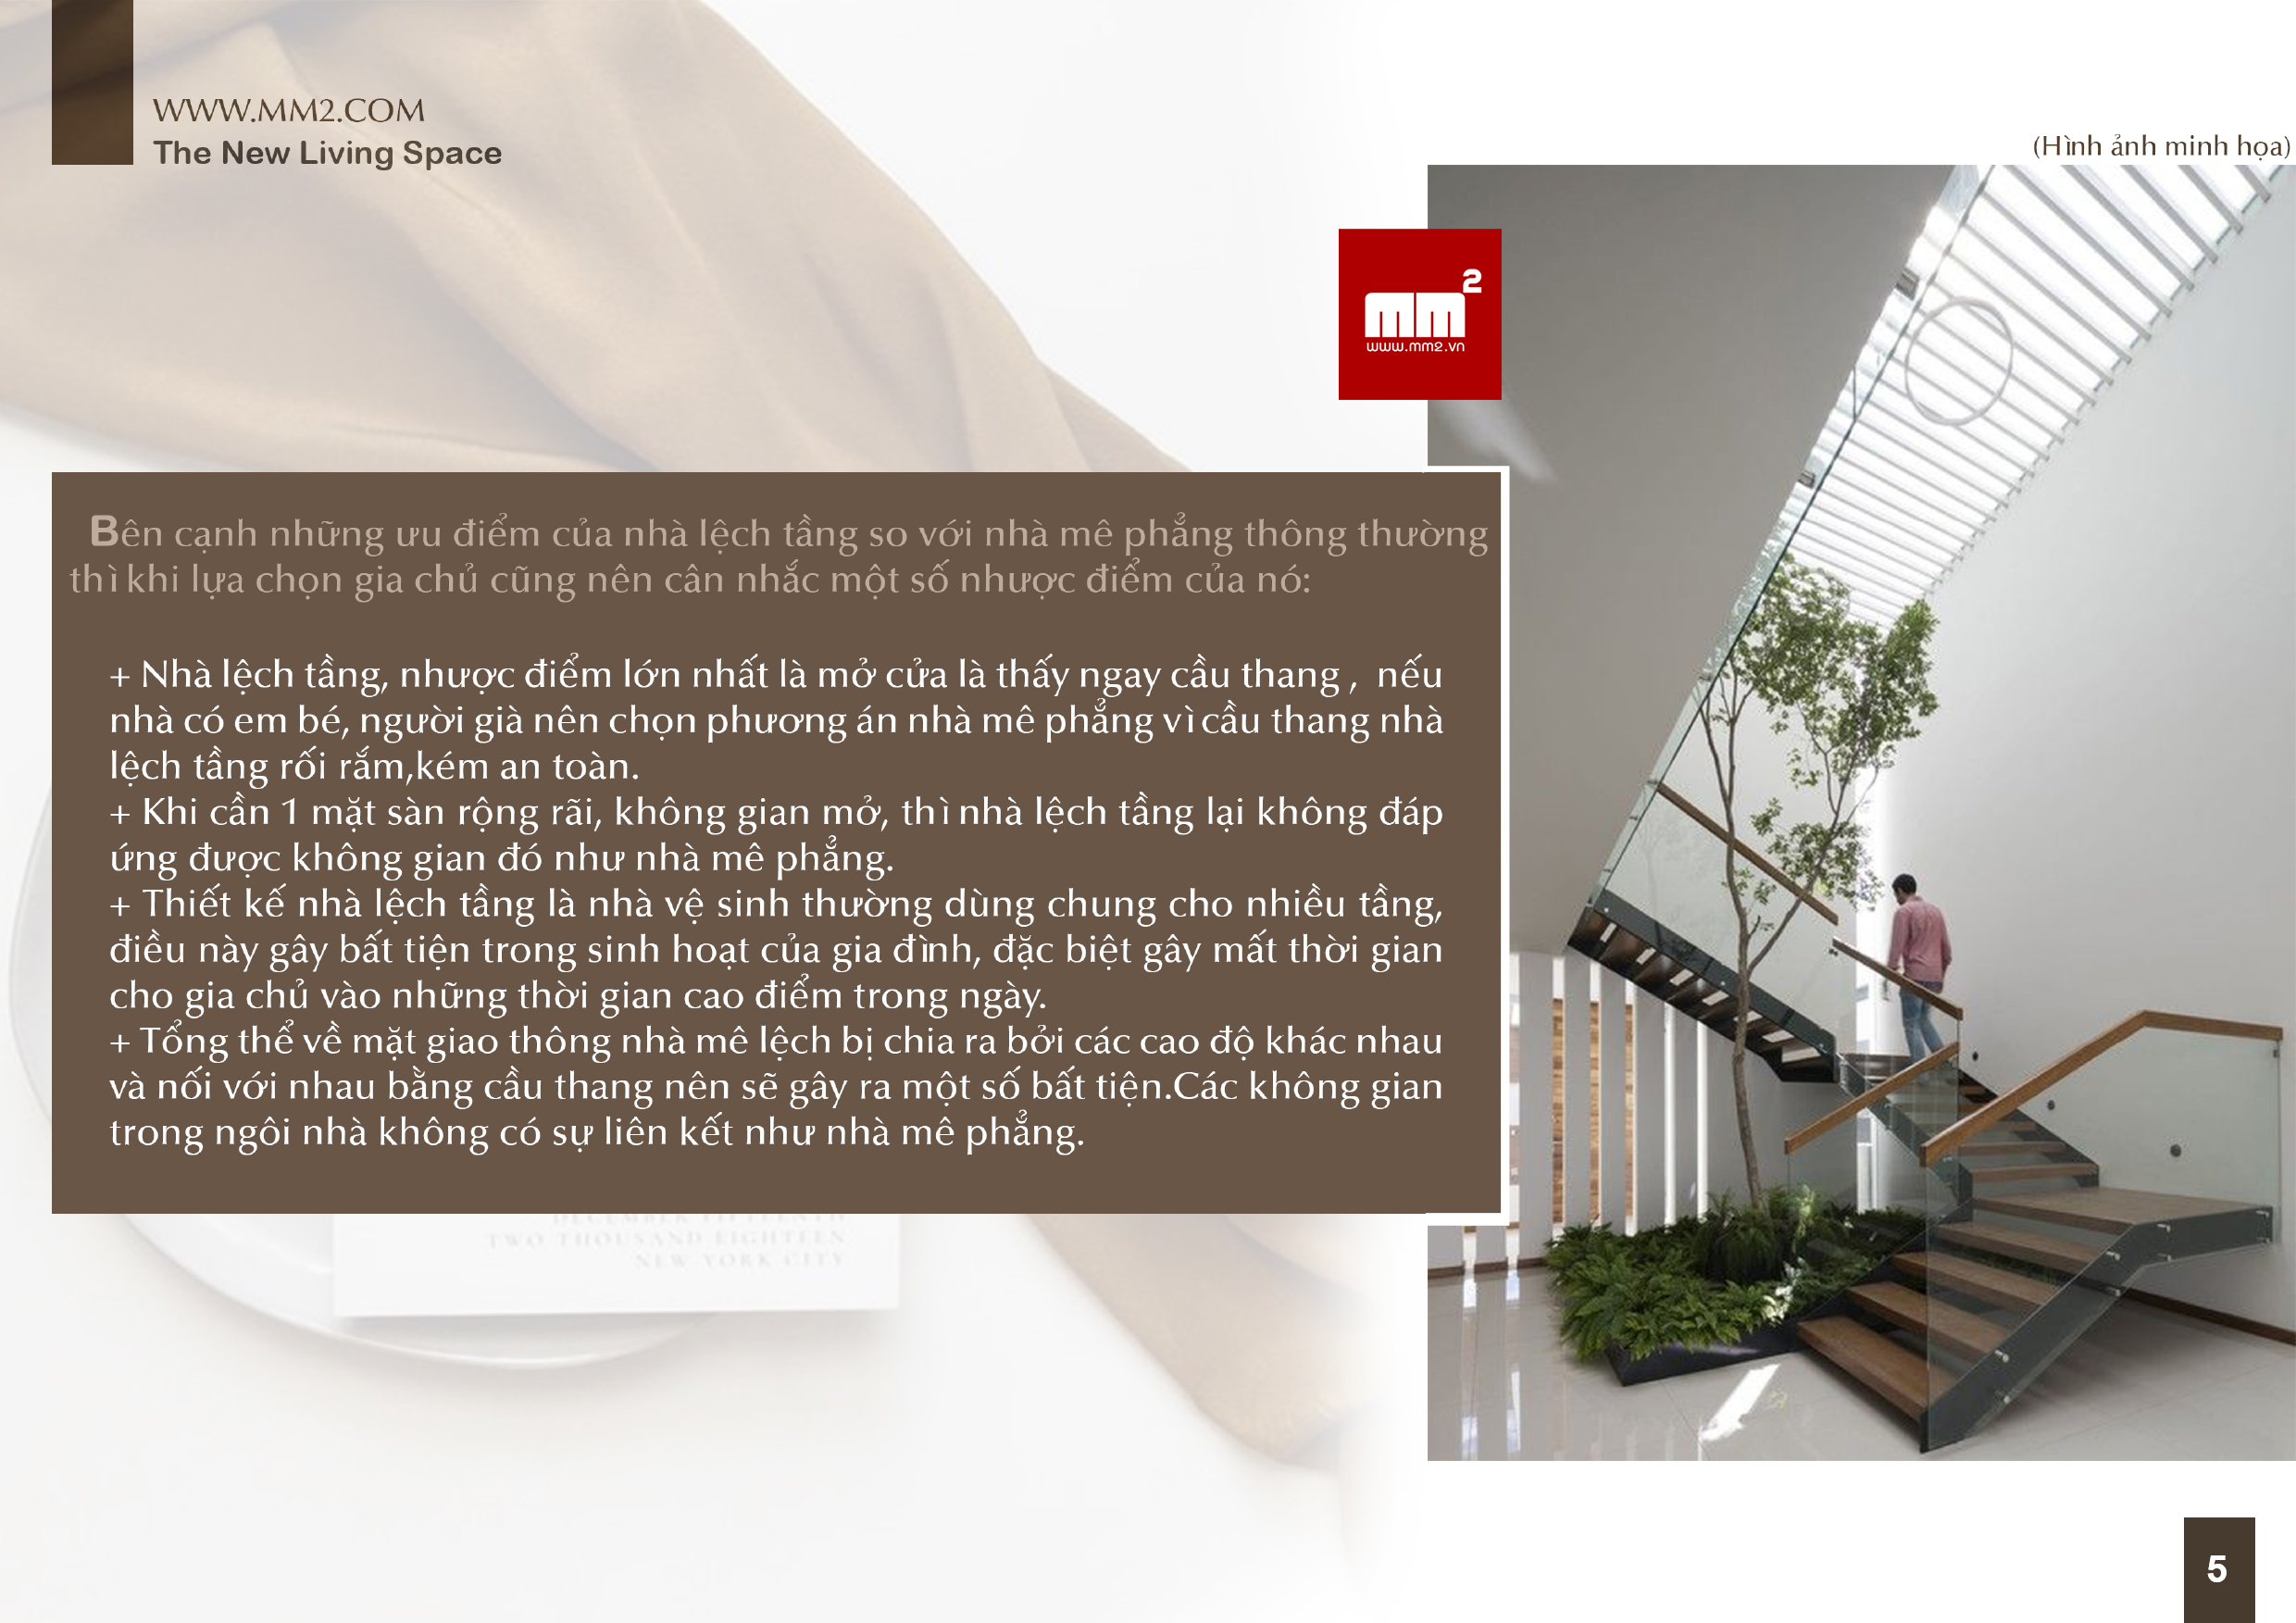 WWW.MM2.COM
The New Living Space
(Hình ảnh minh họa)
mm2
www.mm2.vn
Bên cạnh những ưu điểm của nhà lệch tầng so với nhà mê phẳng thông thường
thì khi lựa chọn gia chủ cũng nên cân nhắc một số nhược điểm của nó:
+ Nhà lệch tầng, nhược điểm lớn nhất là mở cửa là thấy ngay cầu thang , nếu
nhà có em bé, người già nên chọn phương án nhà mê phẳng vì cầu thang nhà
lệch tầng rối rắm,kém an toàn.
+ Khi cần 1 mặt sàn rộng rãi, không gian mở, thì nhà lệch tầng lại không đáp
ứng được không gian đó như nhà mê phẳng.
+ Thiết kế nhà lệch tầng là nhà vệ sinh thường dùng chung cho nhiều tầng,
điều này gây bất tiện trong sinh hoạt của gia đình, đặc biệt gây mất thời gian
cho gia chủ vào những thời gian cao điểm trong ngày.
+ Tổng thể về mặt giao thông nhà mê lệch bị chia ra bởi các cao độ khác nhau
và nối với nhau bằng cầu thang nên sẽ gây ra một số bất tiện.Các không gian
trong ngôi nhà không có sự liên kết như nhà mê phẳng.
DECEMBER FIFTEENTH
TWO THOUSAND EIGHTEEN
NEW YORK CITY
5